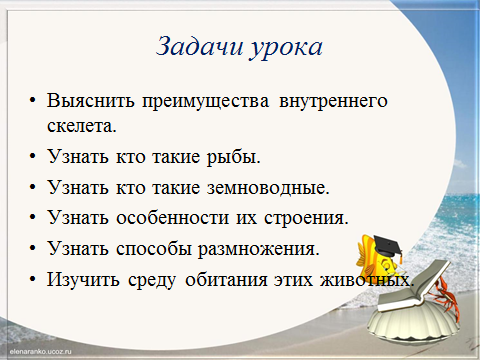 Задачи урока
• Выяснить преимущества внутреннего
скелета.
• Узнать кто такие рыбы.
• Узнать кто такие земноводные.
• Узнать особенности их строения.
• Узнать способы размножения.
• Изучить среду обитания этих животных.
elenaranko.ucoz.ru